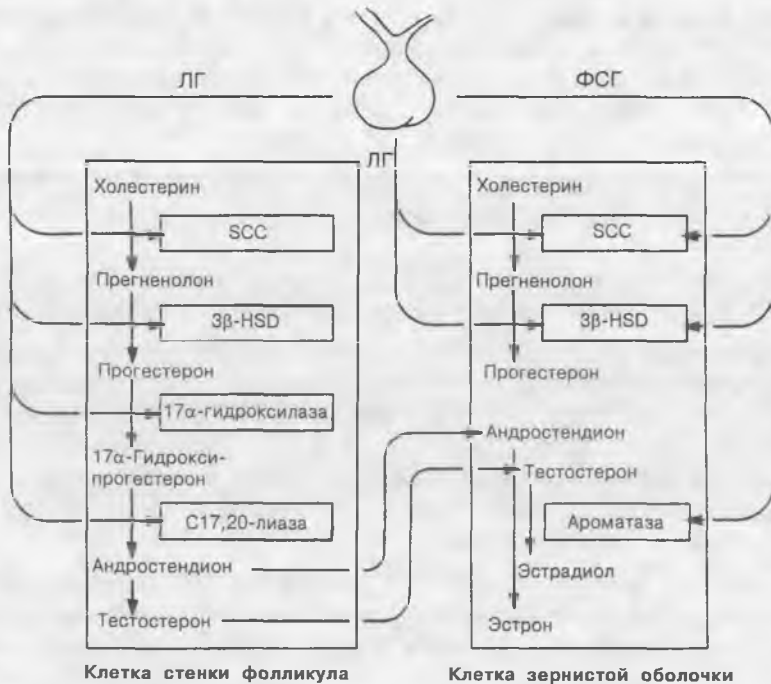 ЛГ
ФСГ
ЛГ
Холестерин
SCC
Прегненолон
3β-HSD
Прогестерон
17α-гидроксилаза
17α-Гидрокси-
прогестерон
C17,20-лиаза
Андростендион
Тестостерон
Клетка стенки фолликула
Холестерин
SCC
Прегненолон
3β-HSD
Прогестерон
Андростендион
Тестостерон
Ароматаза
Эстрадиол
Эстрон
Клетка зернистой оболочки